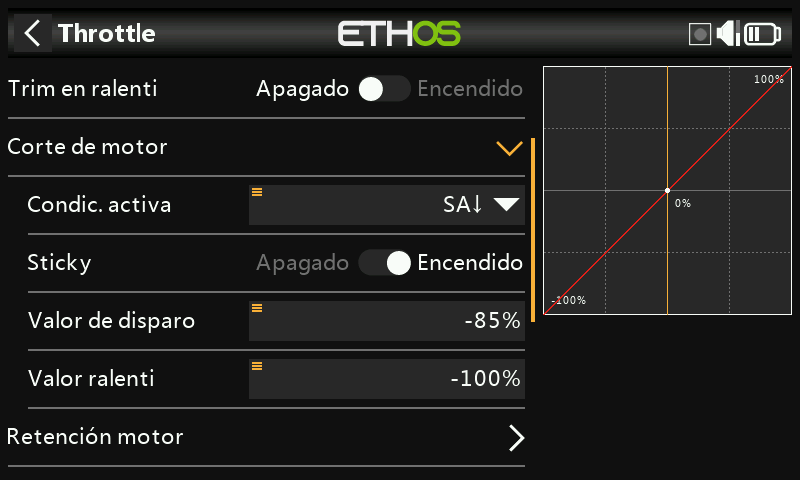 Throttle
ETHOS
Trim en ralenti Apagado Encendido
Corte de motor
Condic. activa SA↓
Sticky Apagado Encendido
Valor de disparo -85%
Valor ralenti -100%
Retención motor
100%
0%
-100%